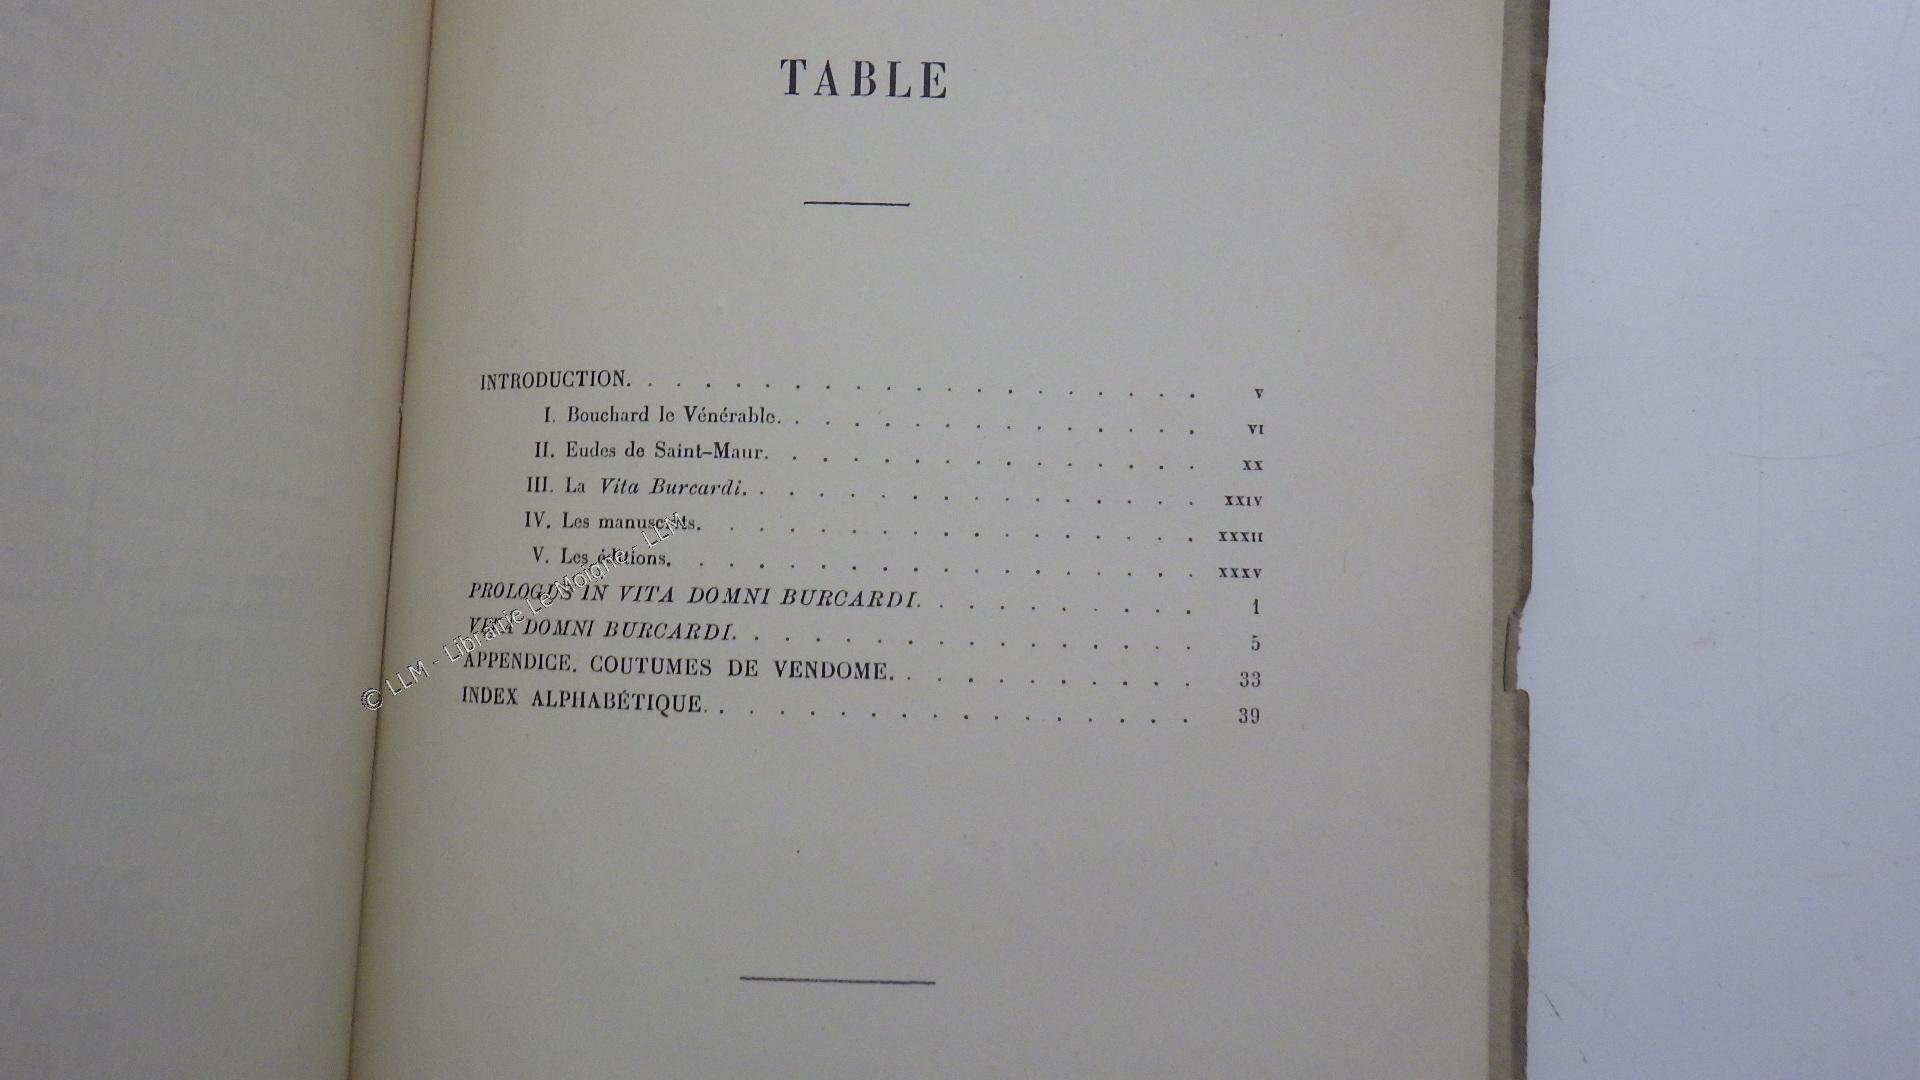 TABLE
INTRODUCTION. . . . . . . . . . . . . . . . . . . . V
I. Bouchard le Vénérable. . . . . . . . . . . . . . . VI
II. Eudes de Saint-Maur. . . . . . . . . . . . . . . XX
III. La Vita Burcardi. . . . . . . . . . . . . . . . XXIV
IV. Les manuscrits. . . . . . . . . . . . . . . . . XXXII
V. Les éditions. . . . . . . . . . . . . . . . . . XXXV
PROLOGUS IN VITA DOMNI BURCARDI. . . . . . . . . . 1
VITA DOMNI BURCARDI. . . . . . . . . . . . . . . . 5
APPENDICE. COUTUMES DE VENDOME. . . . . . . . . . . 33
INDEX ALPHABÉTIQUE. . . . . . . . . . . . . . . . . 39
© LLM - Librairie Le Moigne - LLM